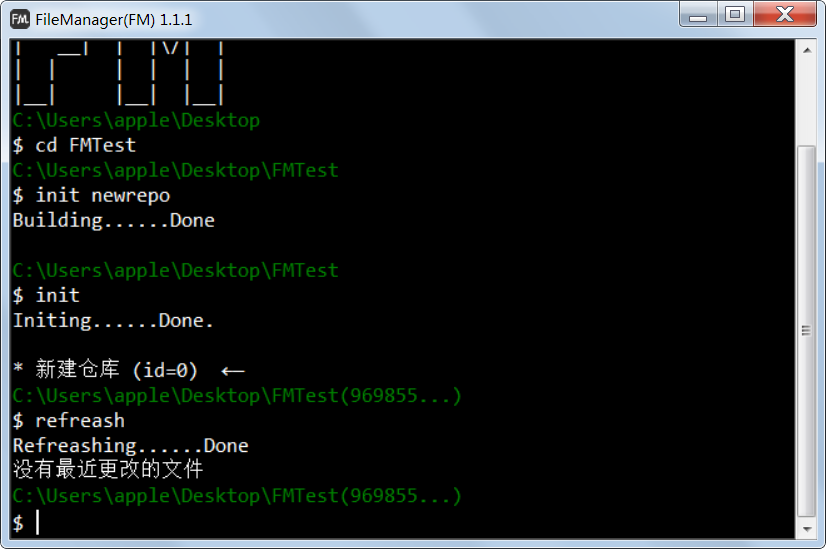 FM FileManager(FM) 1.1.1
C:\Users\apple\Desktop
$ cd FMTest
C:\Users\apple\Desktop\FMTest
$ init newrepo
Building......Done
C:\Users\apple\Desktop\FMTest
$ init
Initing......Done.
* 新建仓库 (id=0) ←
C:\Users\apple\Desktop\FMTest(969855...)
$ refreash
Refreashing......Done
没有最近更改的文件
C:\Users\apple\Desktop\FMTest(969855...)
$